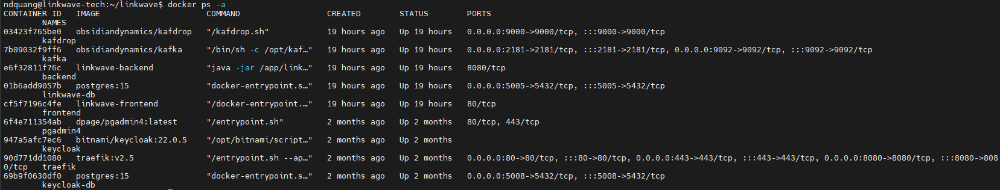 ndquang@linkwave-tech:~/linkwave$ docker ps -a
CONTAINER ID   IMAGE                      COMMAND                  CREATED        STATUS        PORTS
        NAMES
03423f765be0   obsidiandynamics/kafdrop   "/kafdrop.sh"            19 hours ago   Up 19 hours   0.0.0.0:9000->9000/tcp, :::9000->9000/tcp
        kafdrop
7b09032f9ff6   obsidiandynamics/kafka     "/bin/sh -c /opt/kaf…"   19 hours ago   Up 19 hours   0.0.0.0:2181->2181/tcp, :::2181->2181/tcp, 0.0.0.0:9092->9092/tcp, :::9092->9092/tcp
        kafka
e6f32811f76c   linkwave-backend           "java -jar /app/link…"   19 hours ago   Up 19 hours   8080/tcp
        backend
01b6add9057b   postgres:15                "docker-entrypoint.s…"   19 hours ago   Up 19 hours   0.0.0.0:5005->5432/tcp, :::5005->5432/tcp
        linkwave-db
cf5f7196c4fe   linkwave-frontend          "/docker-entrypoint.…"   19 hours ago   Up 19 hours   80/tcp
        frontend
6f4e711354ab   dpage/pgadmin4:latest      "/entrypoint.sh"         2 months ago   Up 2 months   80/tcp, 443/tcp
        pgadmin4
947a5afc7ec6   bitnami/keycloak:22.0.5    "/opt/bitnami/script…"   2 months ago   Up 2 months
        keycloak
90d771dd1080   traefik:v2.5               "/entrypoint.sh --ap…"   2 months ago   Up 2 months   0.0.0.0:80->80/tcp, :::80->80/tcp, 0.0.0.0:443->443/tcp, :::443->443/tcp, 0.0.0.0:8080->8080/tcp, :::8080->808
0/tcp   traefik
69b9f0630df0   postgres:15                "docker-entrypoint.s…"   2 months ago   Up 2 months   0.0.0.0:5008->5432/tcp, :::5008->5432/tcp
        keycloak-db